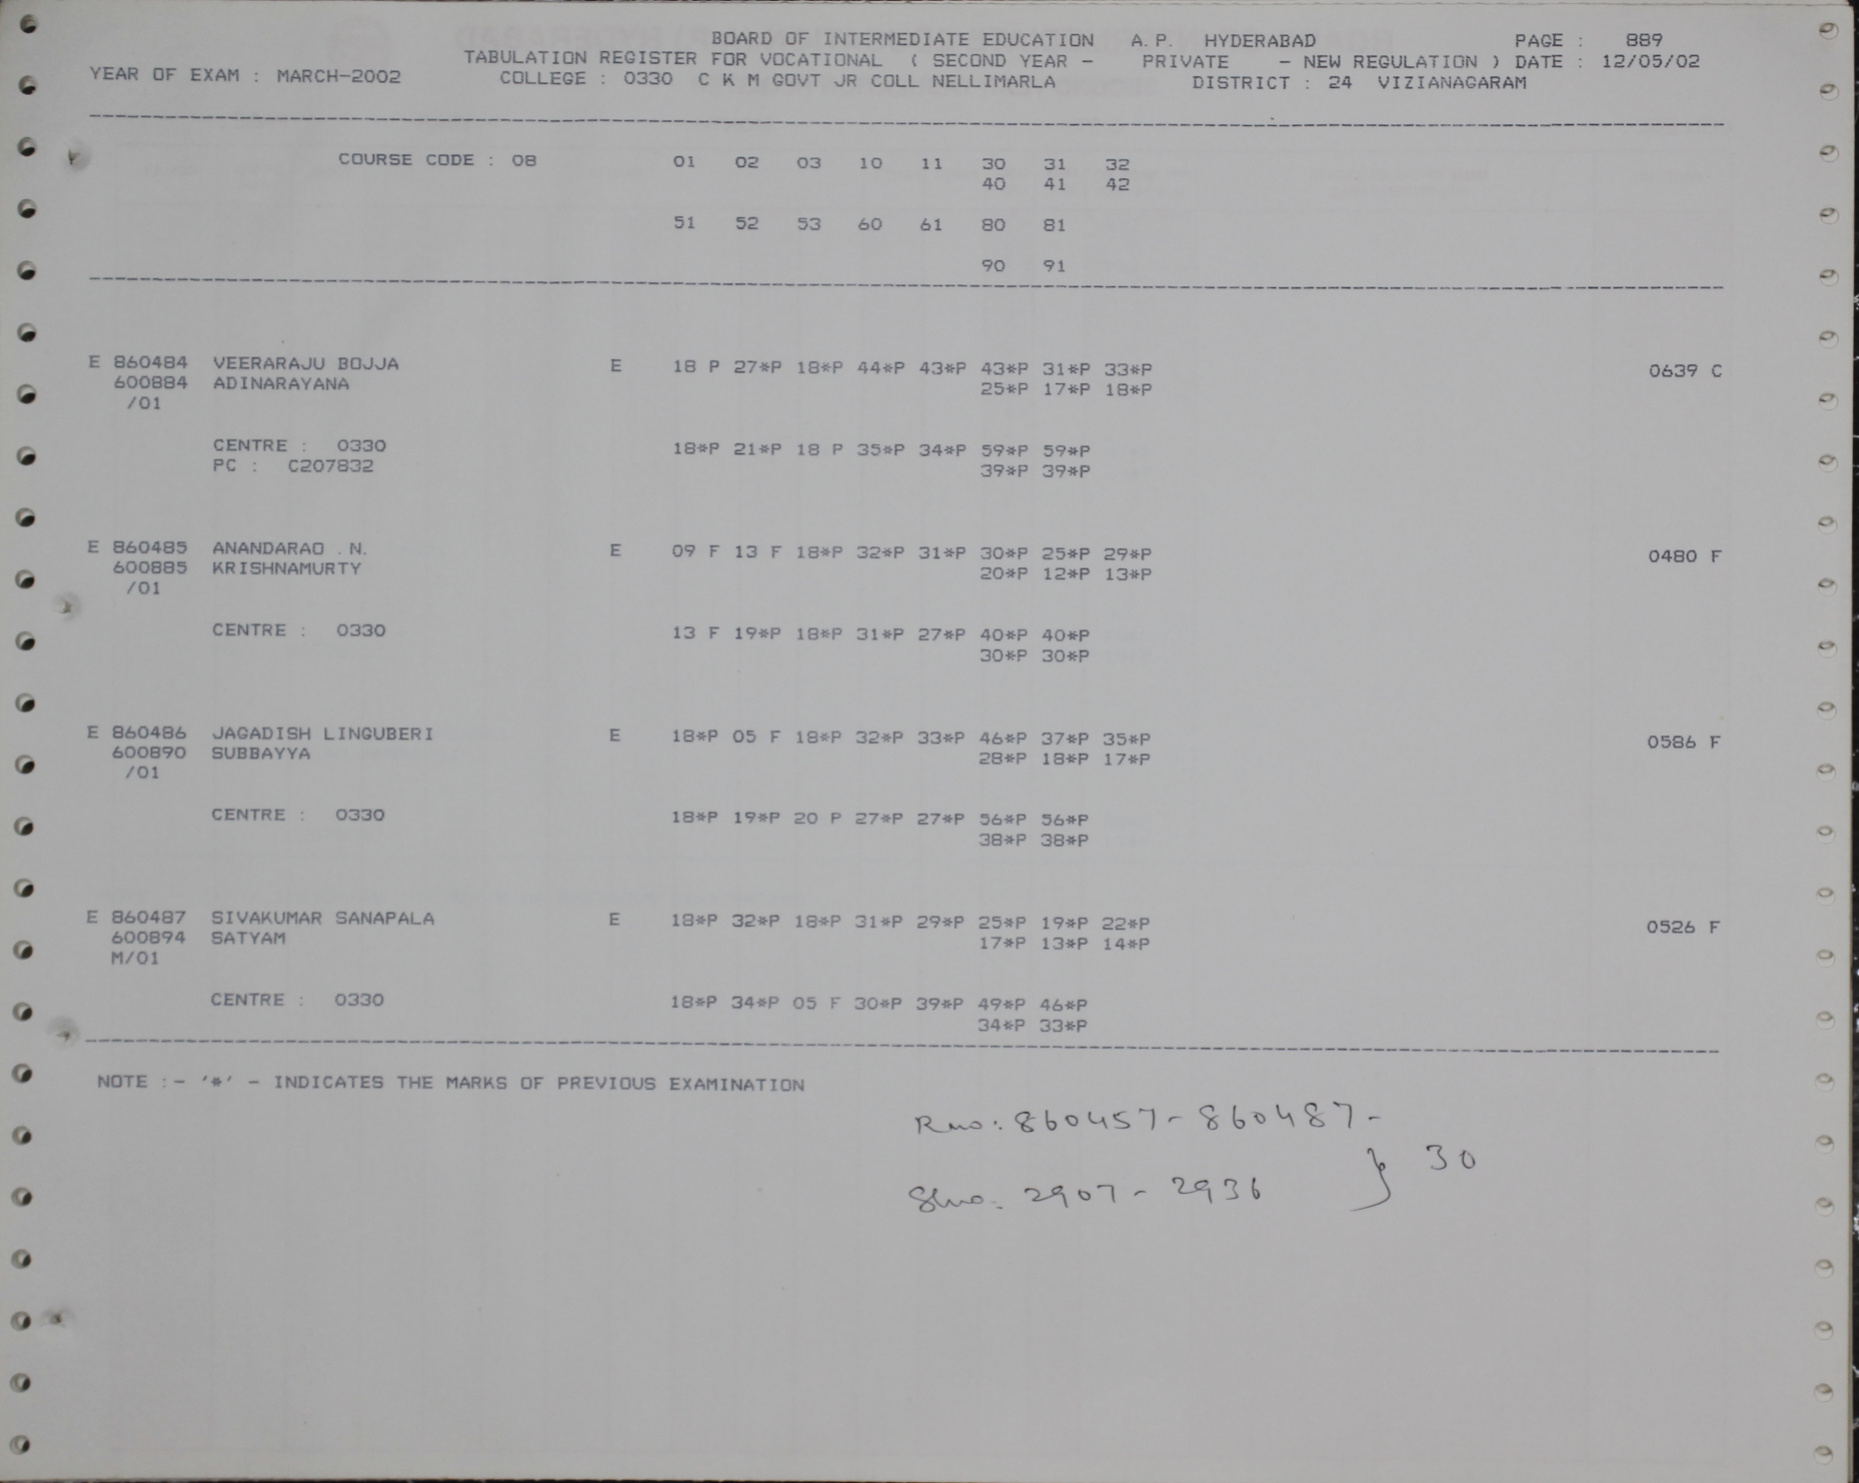 BOARD OF INTERMEDIATE EDUCATION A.P. HYDERABAD PAGE : 889
TABULATION REGISTER FOR VOCATIONAL ( SECOND YEAR - PRIVATE - NEW REGULATION ) DATE : 12/05/02
YEAR OF EXAM : MARCH-2002 COLLEGE : 0330 C K M GOVT JR COLL NELLIMARLA DISTRICT : 24 VIZIANAGARAM
COURSE CODE : 08 01 02 03 10 11 30 31 32
40 41 42
51 52 53 60 61 80 81
90 91
E 860484 VEERARAJU BOJJA E 18 P 27*P 18*P 44*P 43*P 43*P 31*P 33*P 0639 C
600884 ADINARAYANA 25*P 17*P 18*P
/01
CENTRE : 0330 18*P 21*P 18 P 35*P 34*P 59*P 59*P
PC : C207832 39*P 39*P
E 860485 ANANDARAO . N. E 09 F 13 F 18*P 32*P 31*P 30*P 25*P 29*P 0480 F
600885 KRISHNAMURTY 20*P 12*P 13*P
/01
CENTRE : 0330 13 F 19*P 18*P 31*P 27*P 40*P 40*P
30*P 30*P
E 860486 JAGADISH LINGUBERI E 18*P 05 F 18*P 32*P 33*P 46*P 37*P 35*P 0586 F
600890 SUBBAYYA 28*P 18*P 17*P
/01
CENTRE : 0330 18*P 19*P 20 P 27*P 27*P 56*P 56*P
38*P 38*P
E 860487 SIVAKUMAR SANAPALA E 18*P 32*P 18*P 31*P 29*P 25*P 19*P 22*P 0526 F
600894 SATYAM 17*P 13*P 14*P
M/01
CENTRE : 0330 18*P 34*P 05 F 30*P 39*P 49*P 46*P
34*P 33*P
NOTE :- '*' - INDICATES THE MARKS OF PREVIOUS EXAMINATION
Rno: 860457 - 860487 -
} 30
Slno: 2907 - 2936